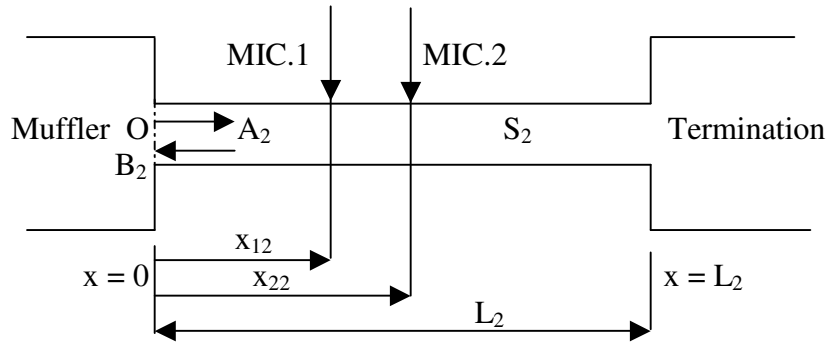 MIC.1 MIC.2
Muffler O A₂ S₂ Termination
B₂
x₁₂
x = 0 x₂₂ x = L₂
L₂